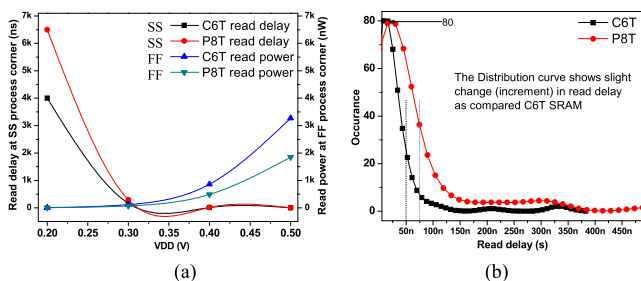 (a)
7k
6k
5k
4k
3k
2k
1k
0
Read delay at SS process corner (ns)
SS C6T read delay
SS P8T read delay
FF C6T read power
FF P8T read power
7k
6k
5k
4k
3k
2k
1k
0
Read power at FF process corner (nW)
0.20 0.25 0.30 0.35 0.40 0.45 0.50
VDD (V)
(a)
(b)
80
60
40
20
0
Occurance
80
C6T
P8T
The Distribution curve shows slight
change (increment) in read delay
as compared C6T SRAM
50n 100n 150n 200n 250n 300n 350n 400n 450n
Read delay (s)
(b)